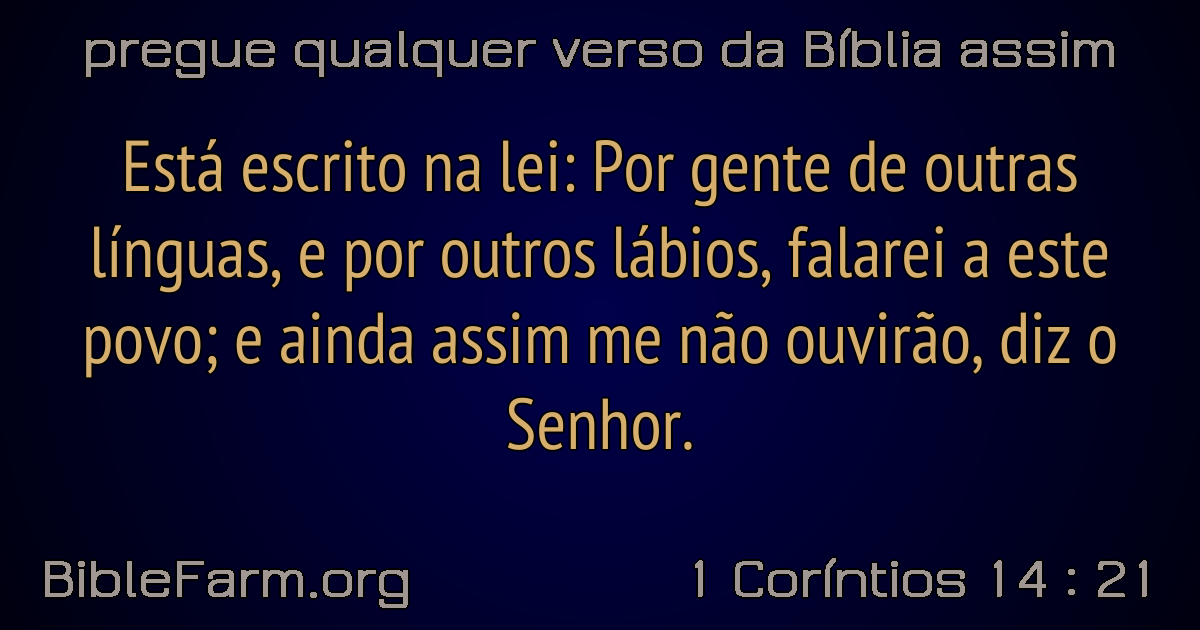 pregue qualquer verso da Bíblia assim
Está escrito na lei: Por gente de outras
línguas, e por outros lábios, falarei a este
povo; e ainda assim me não ouvirão, diz o
Senhor.
BibleFarm.org
1 Coríntios 14 : 21